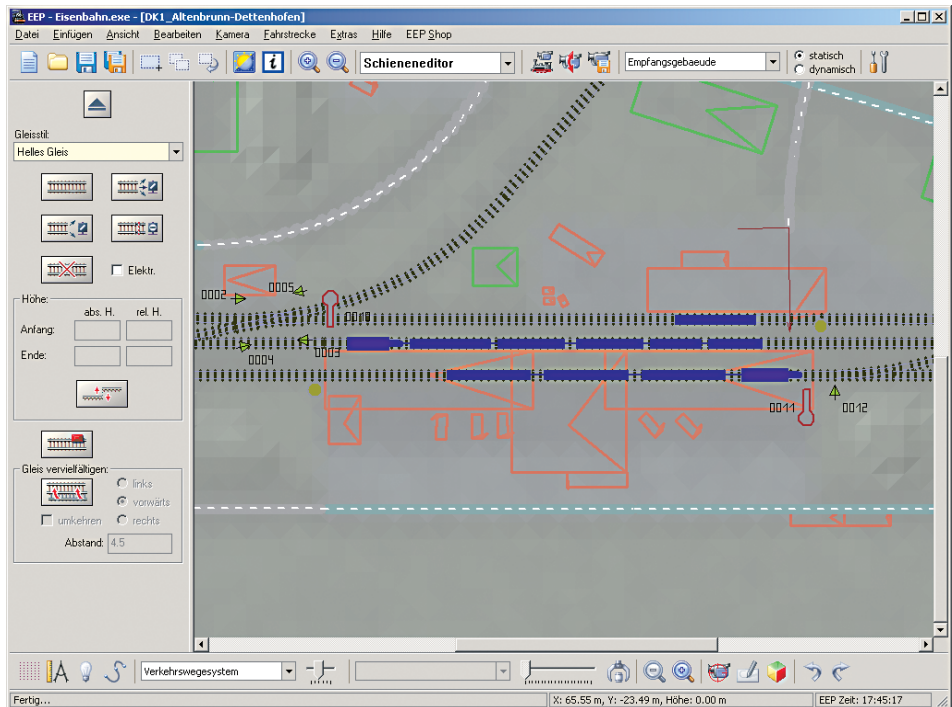 EEP - Eisenbahn.exe - [DK1_Altenbrunn-Dettenhofen]
Datei Einfügen Ansicht Bearbeiten Kamera Fahrstrecke Extras Hilfe EEP Shop
Schieneneditor
Empfangsgebaeude
statisch
dynamisch
Gleisstil:
Helles Gleis
Elektr.
Höhe:
abs. H. rel. H.
Anfang:
Ende:
Gleis vervielfältigen:
links
vorwärts
umkehren rechts
Abstand: 4.5
0002
0005
0010
0004
0003
0011
0012
Verkehrswegesystem
Fertig...
X: 65.55 m, Y: -23.49 m, Höhe: 0.00 m
EEP Zeit: 17:45:17